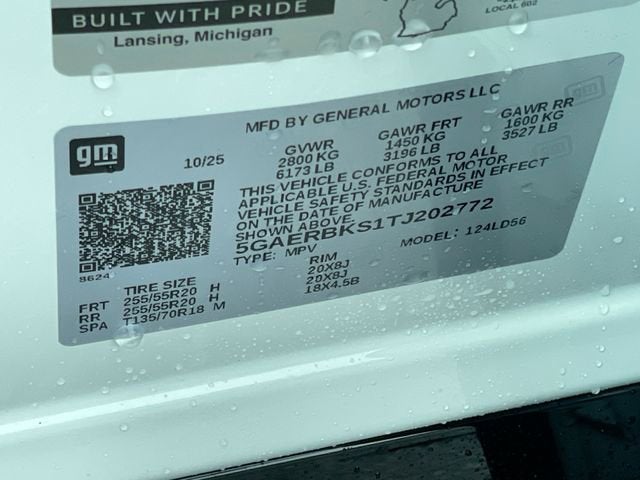 BUILT WITH PRIDE
Lansing, Michigan
LOCAL 602
gm
MFD BY GENERAL MOTORS LLC
10/25
GVWR GAWR FRT GAWR RR
2800 KG 1450 KG 1600 KG
6173 LB 3196 LB 3527 LB
THIS VEHICLE CONFORMS TO ALL
APPLICABLE U.S. FEDERAL MOTOR
VEHICLE SAFETY STANDARDS IN EFFECT
ON THE DATE OF MANUFACTURE
SHOWN ABOVE.
5GAERBKS1TJ202772
TYPE: MPV MODEL: 124LD56
8624
TIRE SIZE RIM
FRT 255/55R20 H 20X8J
RR 255/55R20 H 20X8J
SPA T135/70R18 M 18X4.5B
gm